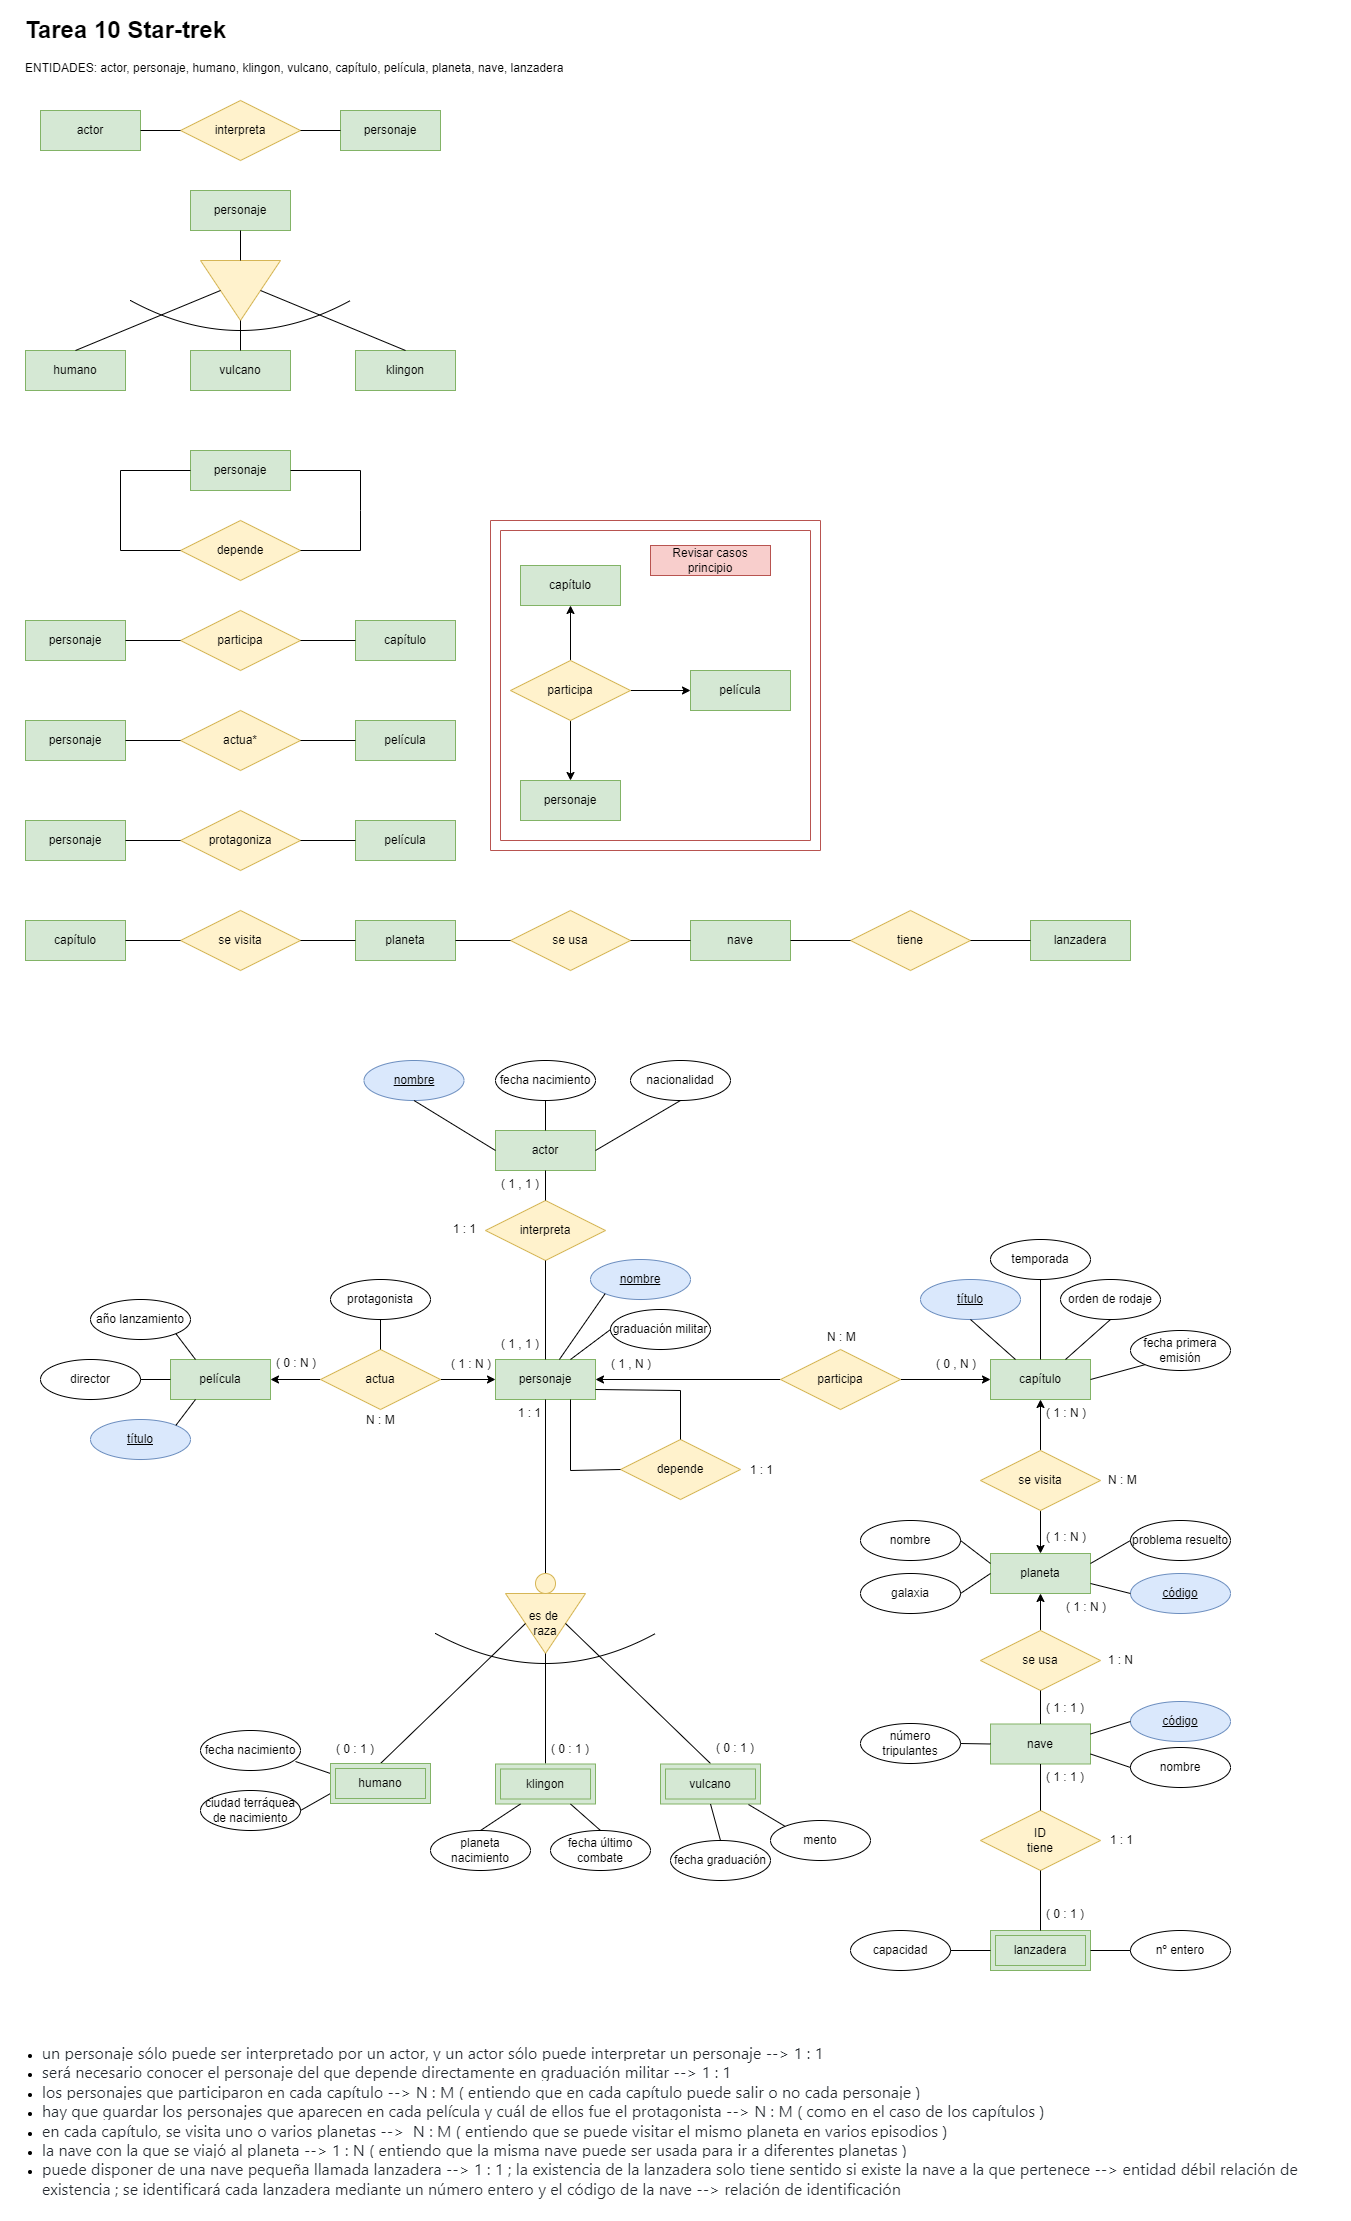 Tarea 10 Star-trek
ENTIDADES: actor, personaje, humano, klingon, vulcano, capítulo, película, planeta, nave, lanzadera
actor
interpreta
personaje
personaje
humano
vulcano
klingon
personaje
depende
Revisar casos
principio
capítulo
participa
película
personaje
personaje
participa
capítulo
personaje
actua*
película
personaje
protagoniza
película
capítulo
se visita
planeta
se usa
nave
tiene
lanzadera
nombre
fecha nacimiento
nacionalidad
actor
( 1 , 1 )
1 : 1
interpreta
nombre
graduación militar
( 1 , 1 )
protagonista
año lanzamiento
director
película
título
( 0 : N )
actua
N : M
( 1 : N )
personaje
( 1 , N )
1 : 1
depende
1 : 1
N : M
participa
( 0 , N )
temporada
título
orden de rodaje
fecha primera
emisión
capítulo
( 1 : N )
se visita
N : M
( 1 : N )
nombre
problema resuelto
planeta
galaxia
código
( 1 : N )
se usa
1 : N
( 1 : 1 )
código
número
tripulantes
nave
nombre
( 1 : 1 )
ID
tiene
1 : 1
( 0 : 1 )
capacidad
lanzadera
nº entero
es de
raza
fecha nacimiento
( 0 : 1 )
humano
ciudad terráquea
de nacimiento
( 0 : 1 )
klingon
planeta
nacimiento
fecha último
combate
( 0 : 1 )
vulcano
fecha graduación
mento
• un personaje sólo puede ser interpretado por un actor, y un actor sólo puede interpretar un personaje --> 1 : 1
• será necesario conocer el personaje del que depende directamente en graduación militar --> 1 : 1
• los personajes que participaron en cada capítulo --> N : M ( entiendo que en cada capítulo puede salir o no cada personaje )
• hay que guardar los personajes que aparecen en cada película y cuál de ellos fue el protagonista --> N : M ( como en el caso de los capítulos )
• en cada capítulo, se visita uno o varios planetas --> N : M ( entiendo que se puede visitar el mismo planeta en varios episodios )
• la nave con la que se viajó al planeta --> 1 : N ( entiendo que la misma nave puede ser usada para ir a diferentes planetas )
• puede disponer de una nave pequeña llamada lanzadera --> 1 : 1 ; la existencia de la lanzadera solo tiene sentido si existe la nave a la que pertenece --> entidad débil relación de
existencia ; se identificará cada lanzadera mediante un número entero y el código de la nave --> relación de identificación